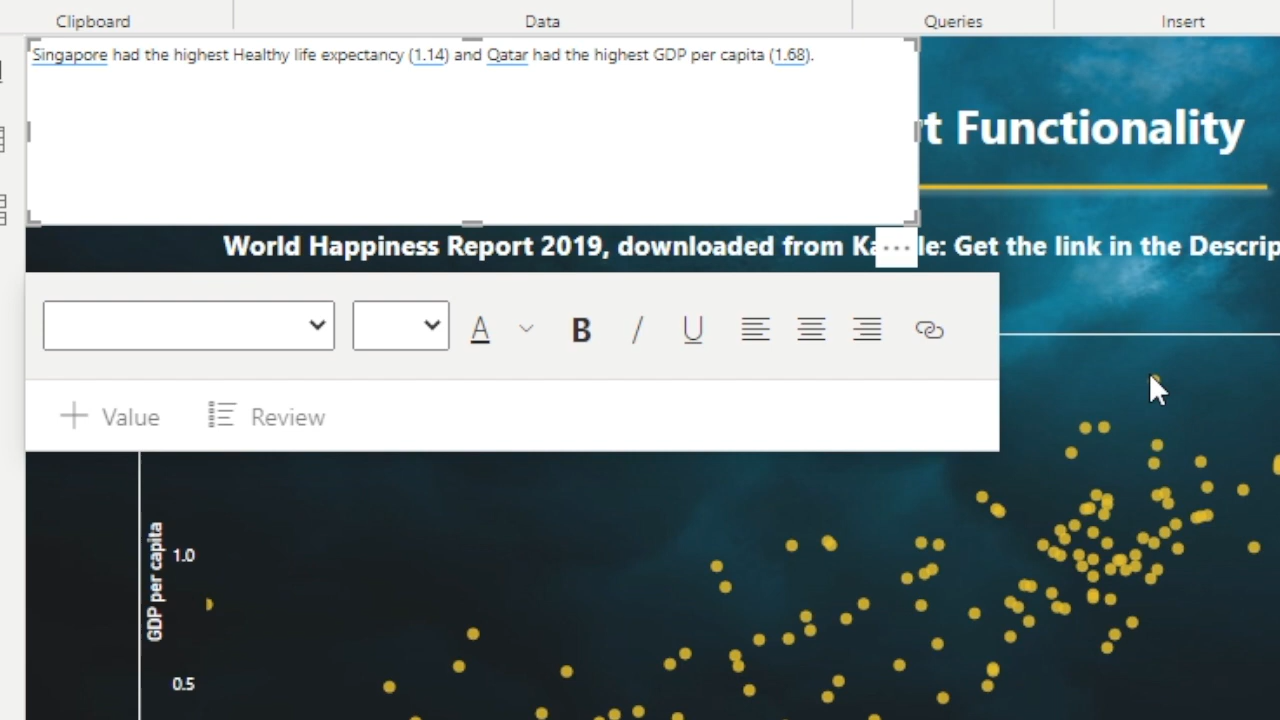 Clipboard Data Queries Insert
Singapore had the highest Healthy life expectancy (1.14) and Qatar had the highest GDP per capita (1.68).
t Functionality
World Happiness Report 2019, downloaded from Ka le: Get the link in the Descrip
A B / U
Value Review
GDP per capita
1.0
0.5